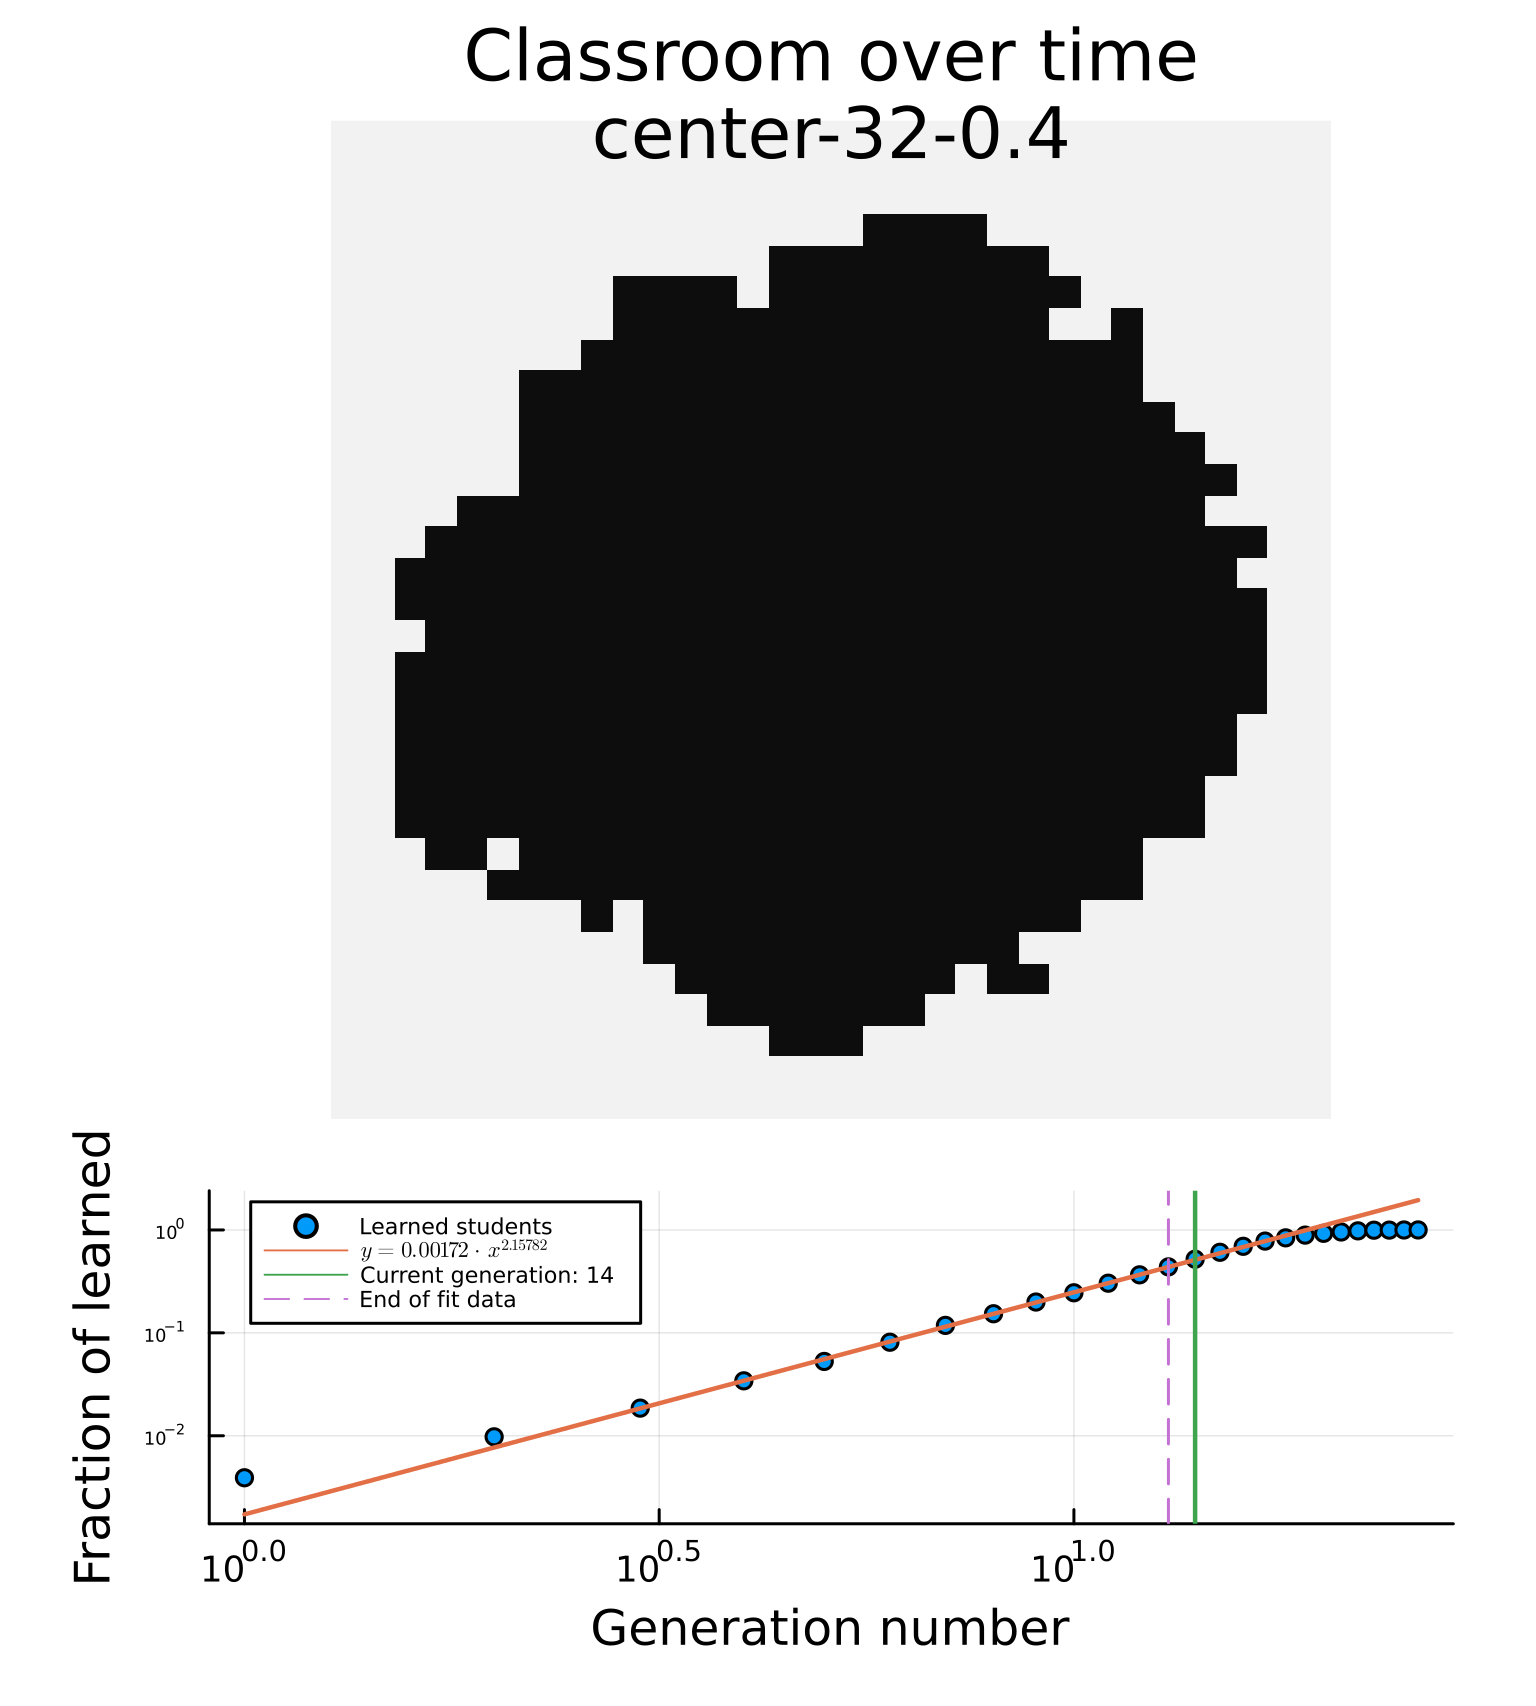 Classroom over time
center-32-0.4
Fraction of learned
10⁰
10⁻¹
10⁻²
Learned students
y = 0.00172 · x^2.15782
Current generation: 14
End of fit data
10^0.0
10^0.5
10^1.0
Generation number